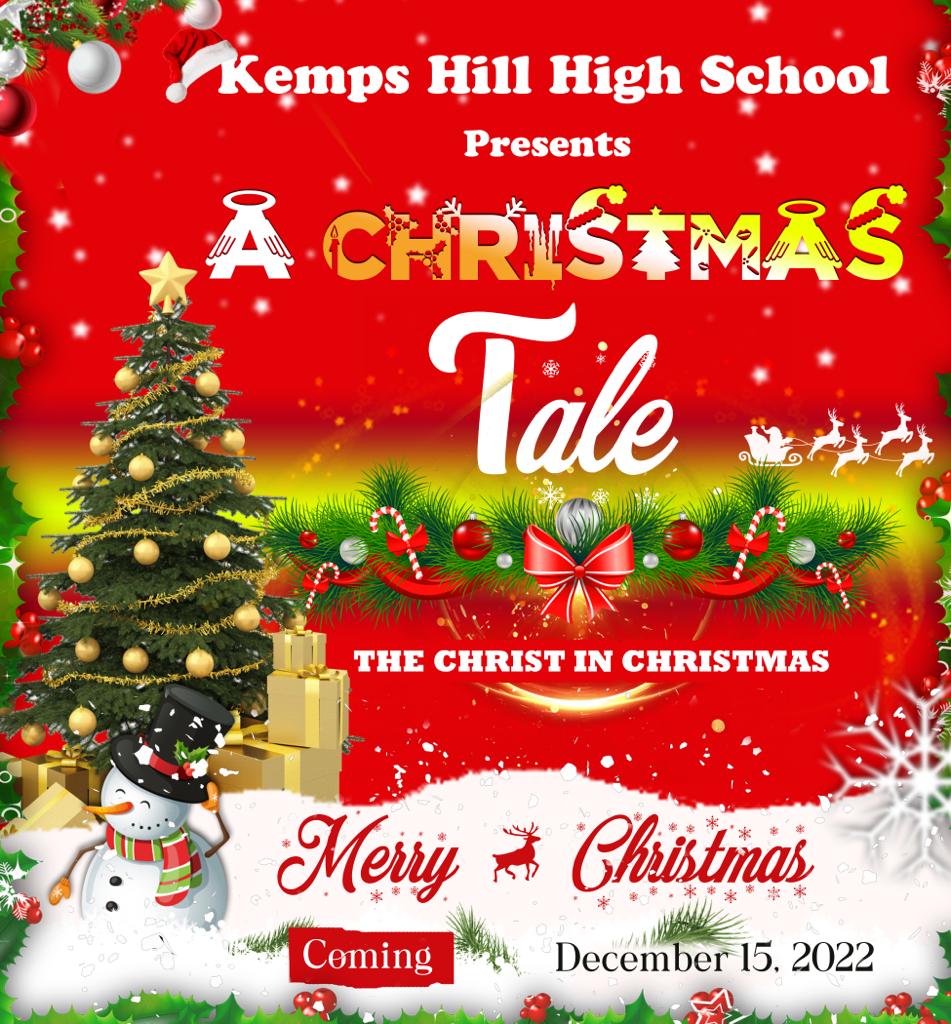 Kemps Hill High School
Presents
A CHRISTMAS
Tale
THE CHRIST IN CHRISTMAS
Merry Christmas
Coming December 15, 2022